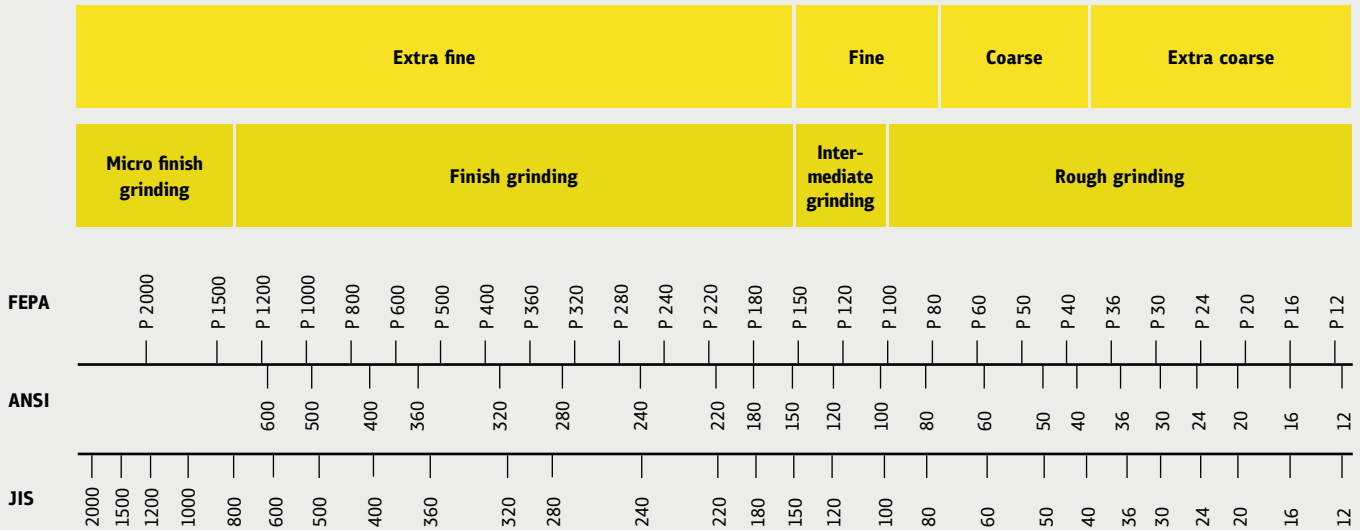 Extra fine
Fine
Coarse
Extra coarse
Micro finish
grinding
Finish grinding
Inter-
mediate
grinding
Rough grinding
FEPA
P 2000
P 1500
P 1200
P 1000
P 800
P 600
P 500
P 400
P 360
P 320
P 280
P 240
P 220
P 180
P 150
P 120
P 100
P 80
P 60
P 50
P 40
P 36
P 30
P 24
P 20
P 16
P 12
ANSI
600
500
400
360
320
280
240
220
180
150
120
100
80
60
50
40
36
30
24
20
16
12
JIS
2000
1500
1200
1000
800
600
500
400
360
320
280
240
220
180
150
120
100
80
60
50
40
36
30
24
20
16
12